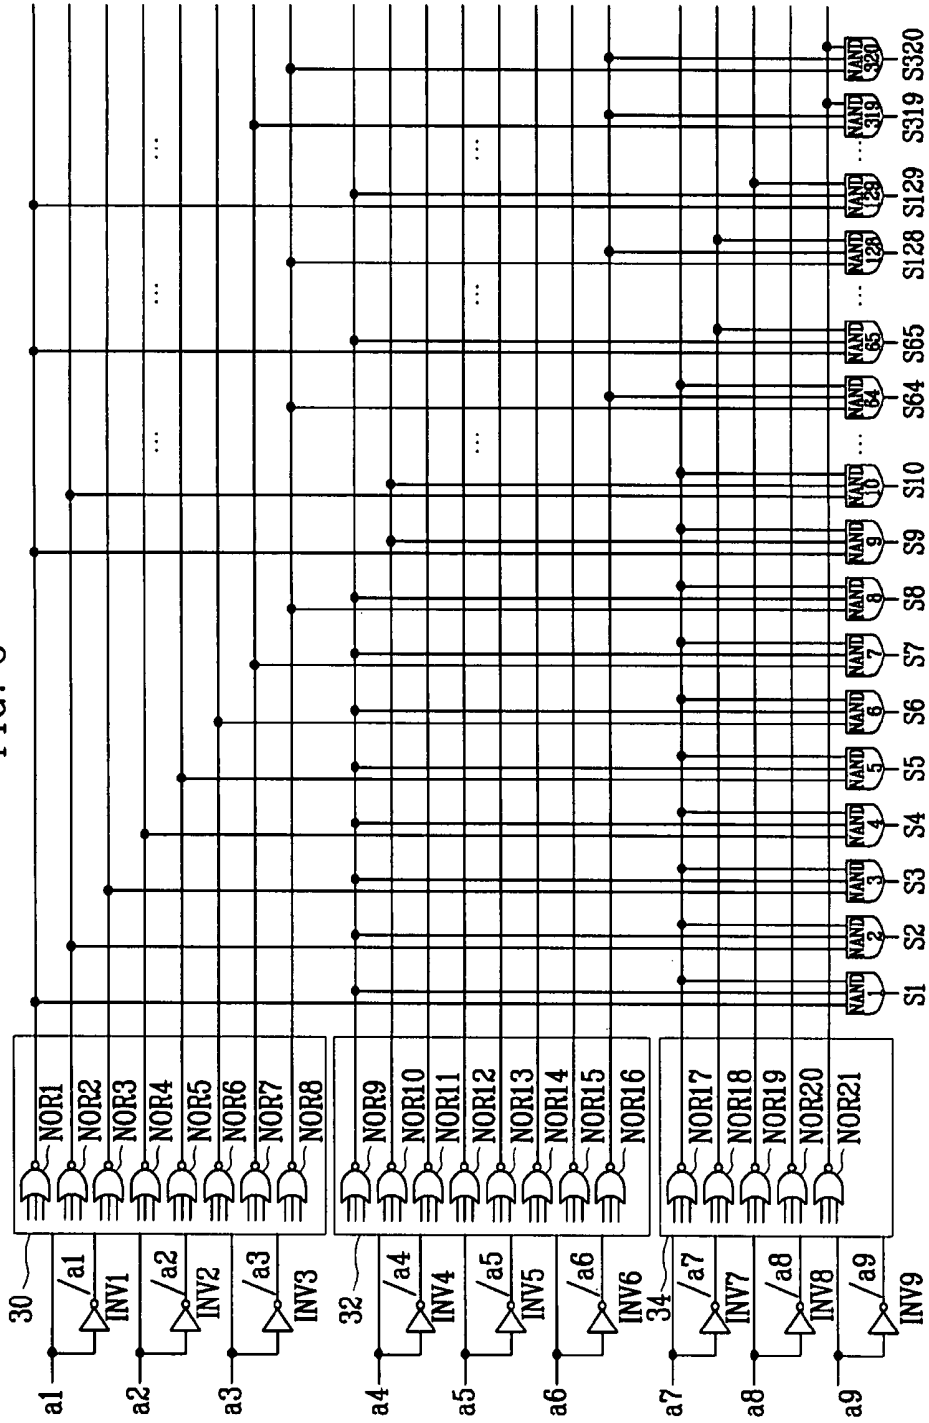 FIG. 6
30
a1
/a1
INV1
a2
/a2
INV2
a3
/a3
INV3
NOR1
NOR2
NOR3
NOR4
NOR5
NOR6
NOR7
NOR8
32
a4
/a4
INV4
a5
/a5
INV5
a6
/a6
INV6
NOR9
NOR10
NOR11
NOR12
NOR13
NOR14
NOR15
NOR16
34
a7
/a7
INV7
a8
/a8
INV8
a9
/a9
INV9
NOR17
NOR18
NOR19
NOR20
NOR21
... ... ...
... ... ...
NAND 1
NAND 2
NAND 3
NAND 4
NAND 5
NAND 6
NAND 7
NAND 8
NAND 9
NAND 10
...
NAND 64
NAND 65
...
NAND 128
NAND 129
...
NAND 319
NAND 320
S1 S2 S3 S4 S5 S6 S7 S8 S9 S10 S64 S65 S128 S129 S319 S320